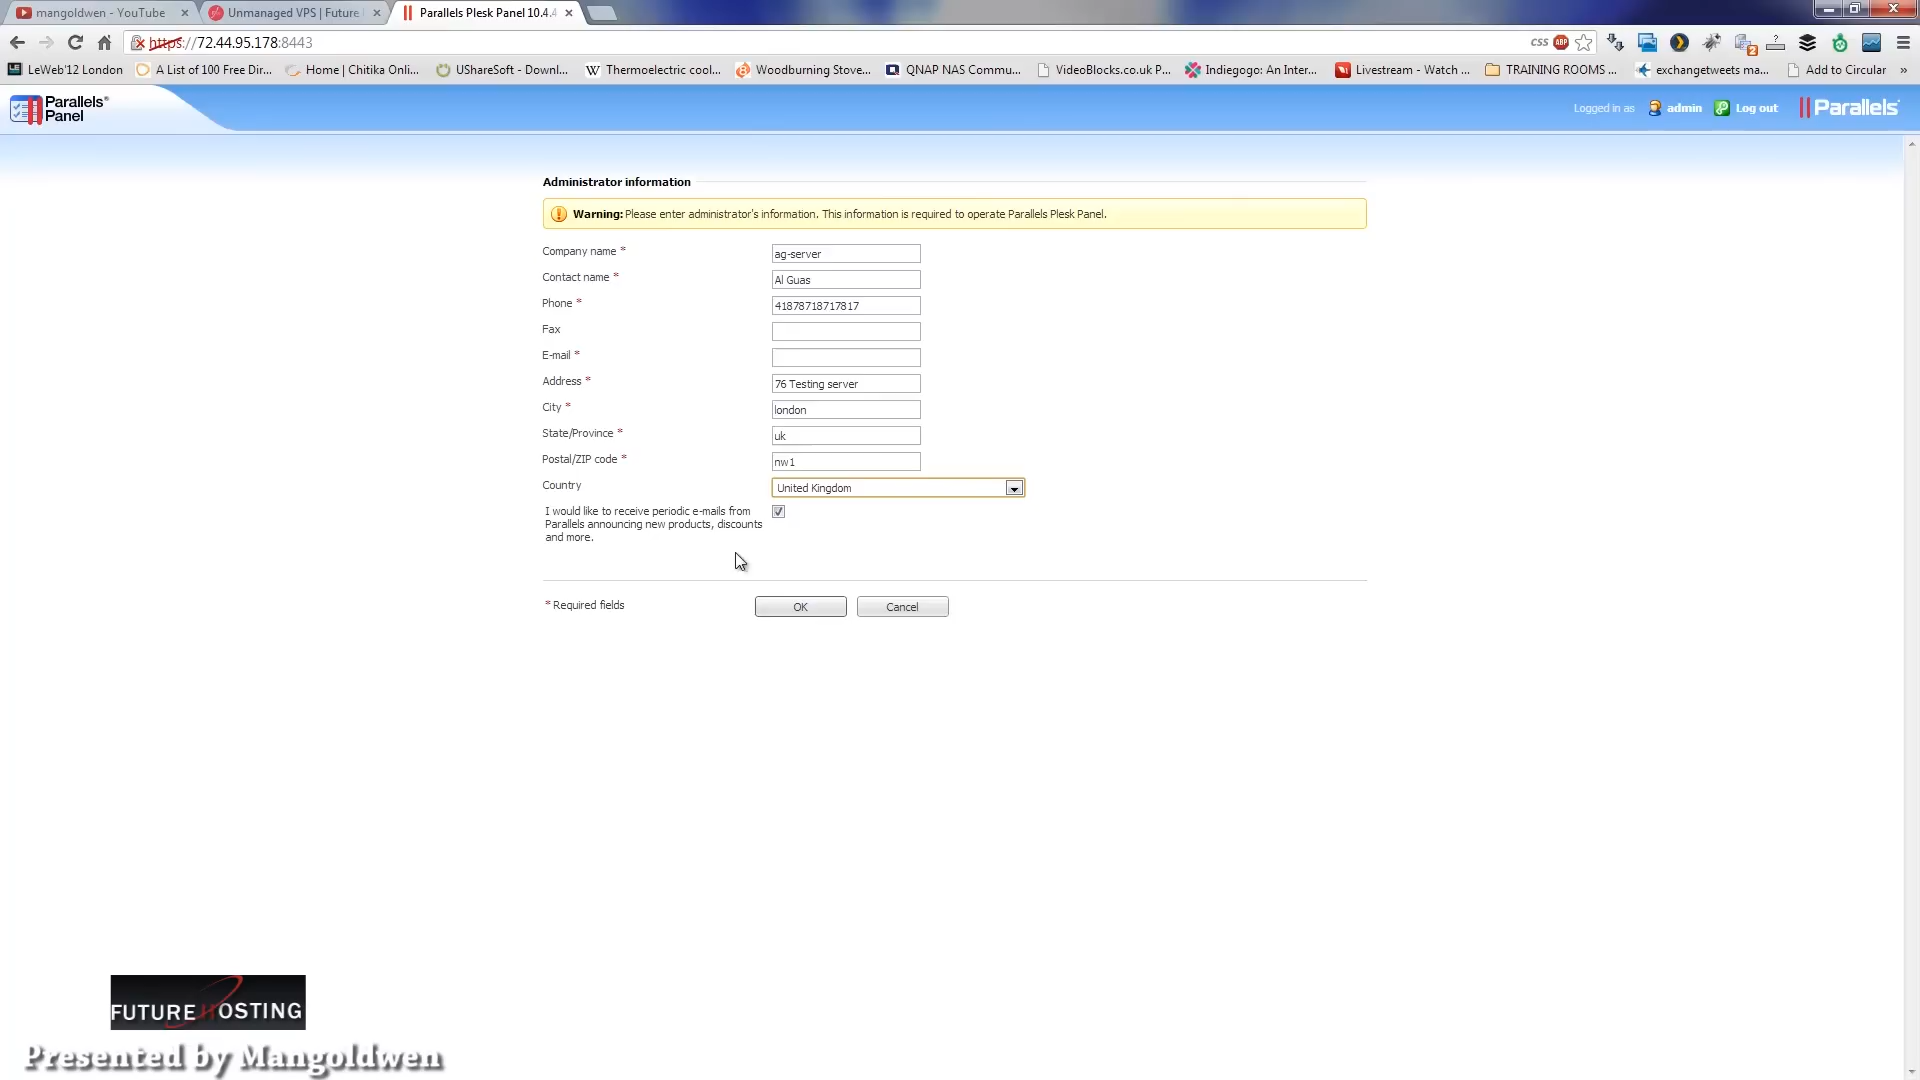 mangoldwen - YouTube
Unmanaged VPS | Future
Parallels Plesk Panel 10.4.4
https://72.44.95.178:8443
CSS
ABP
LeWeb'12 London
A List of 100 Free Dir...
Home | Chitika Onli...
UShareSoft - Downl...
W Thermoelectric cool...
Woodburning Stove...
QNAP NAS Commu...
VideoBlocks.co.uk P...
Indiegogo: An Inter...
Livestream - Watch ...
TRAINING ROOMS ...
exchangetweets ma...
Add to Circular
»
Parallels®
Panel
Logged in as
admin
Log out
Parallels®
Administrator information
Warning: Please enter administrator's information. This information is required to operate Parallels Plesk Panel.
Company name * ag-server
Contact name * Al Guas
Phone * 41878718717817
Fax
E-mail *
Address * 76 Testing server
City * london
State/Province * uk
Postal/ZIP code * nw1
Country United Kingdom
I would like to receive periodic e-mails from
Parallels announcing new products, discounts
and more.
* Required fields
OK
Cancel
FUTURE HOSTING
Presented by Mangoldwen